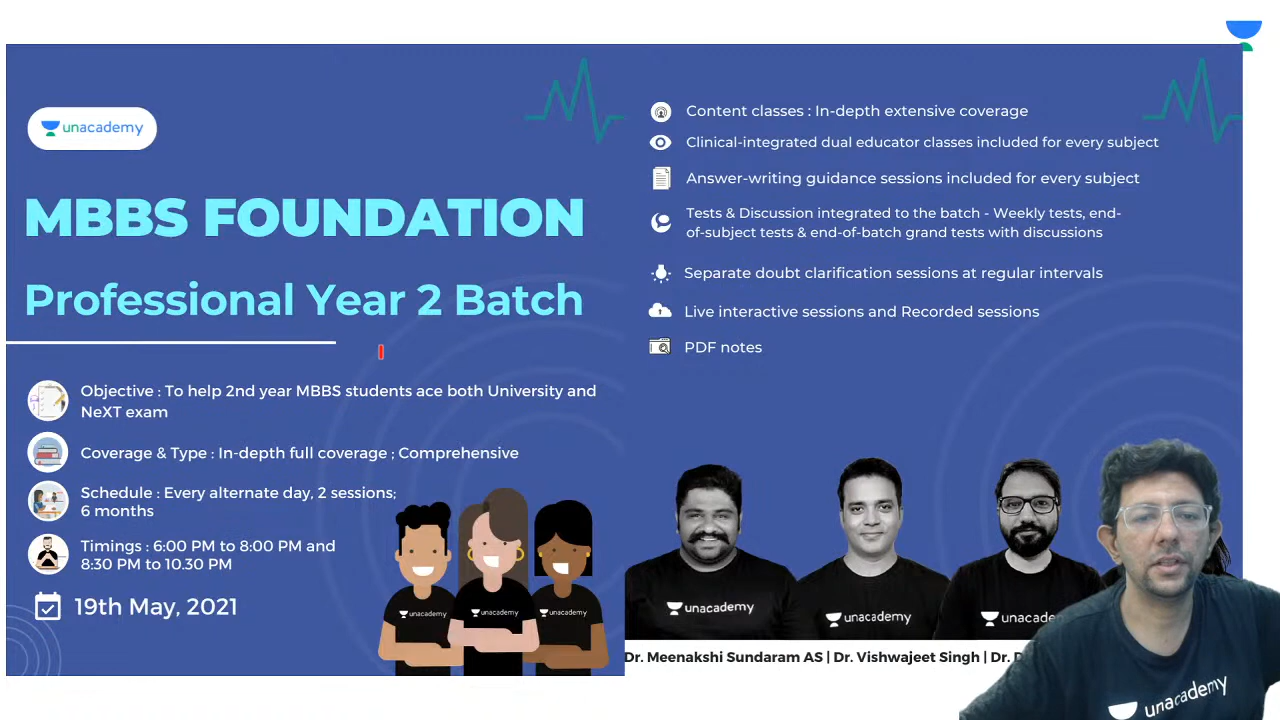 unacademy
MBBS FOUNDATION
Professional Year 2 Batch
Objective : To help 2nd year MBBS students ace both University and
NeXT exam
Coverage & Type : In-depth full coverage ; Comprehensive
Schedule : Every alternate day, 2 sessions;
6 months
Timings : 6:00 PM to 8:00 PM and
8:30 PM to 10.30 PM
19th May, 2021
unacademy
unacademy
unacademy
Content classes : In-depth extensive coverage
Clinical-integrated dual educator classes included for every subject
Answer-writing guidance sessions included for every subject
Tests & Discussion integrated to the batch - Weekly tests, end-
of-subject tests & end-of-batch grand tests with discussions
Separate doubt clarification sessions at regular intervals
Live interactive sessions and Recorded sessions
PDF notes
unacademy
unacademy
Dr. Meenakshi Sundaram AS | Dr. Vishwajeet Singh | Dr.
unacademy